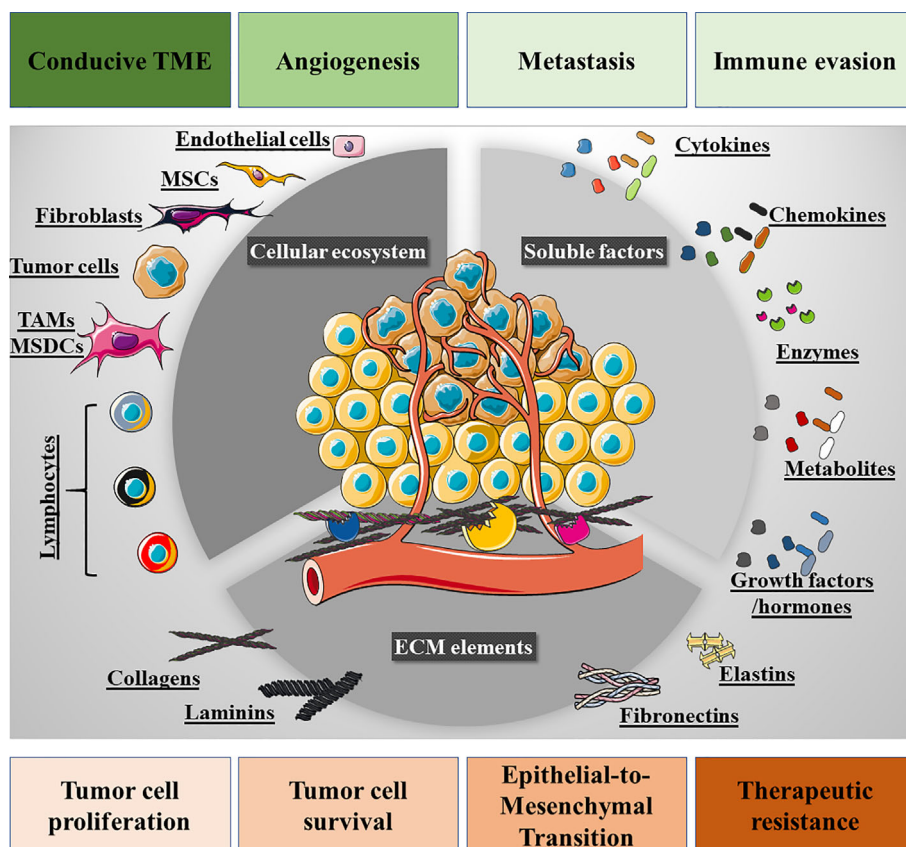 Conducive TME
Angiogenesis
Metastasis
Immune evasion
Endothelial cells
MSCs
Fibroblasts
Tumor cells
TAMs
MSDCs
Lymphocytes
Cellular ecosystem
Soluble factors
Cytokines
Chemokines
Enzymes
Metabolites
Growth factors
/hormones
ECM elements
Collagens
Laminins
Elastins
Fibronectins
Tumor cell
proliferation
Tumor cell
survival
Epithelial-to-
Mesenchymal
Transition
Therapeutic
resistance